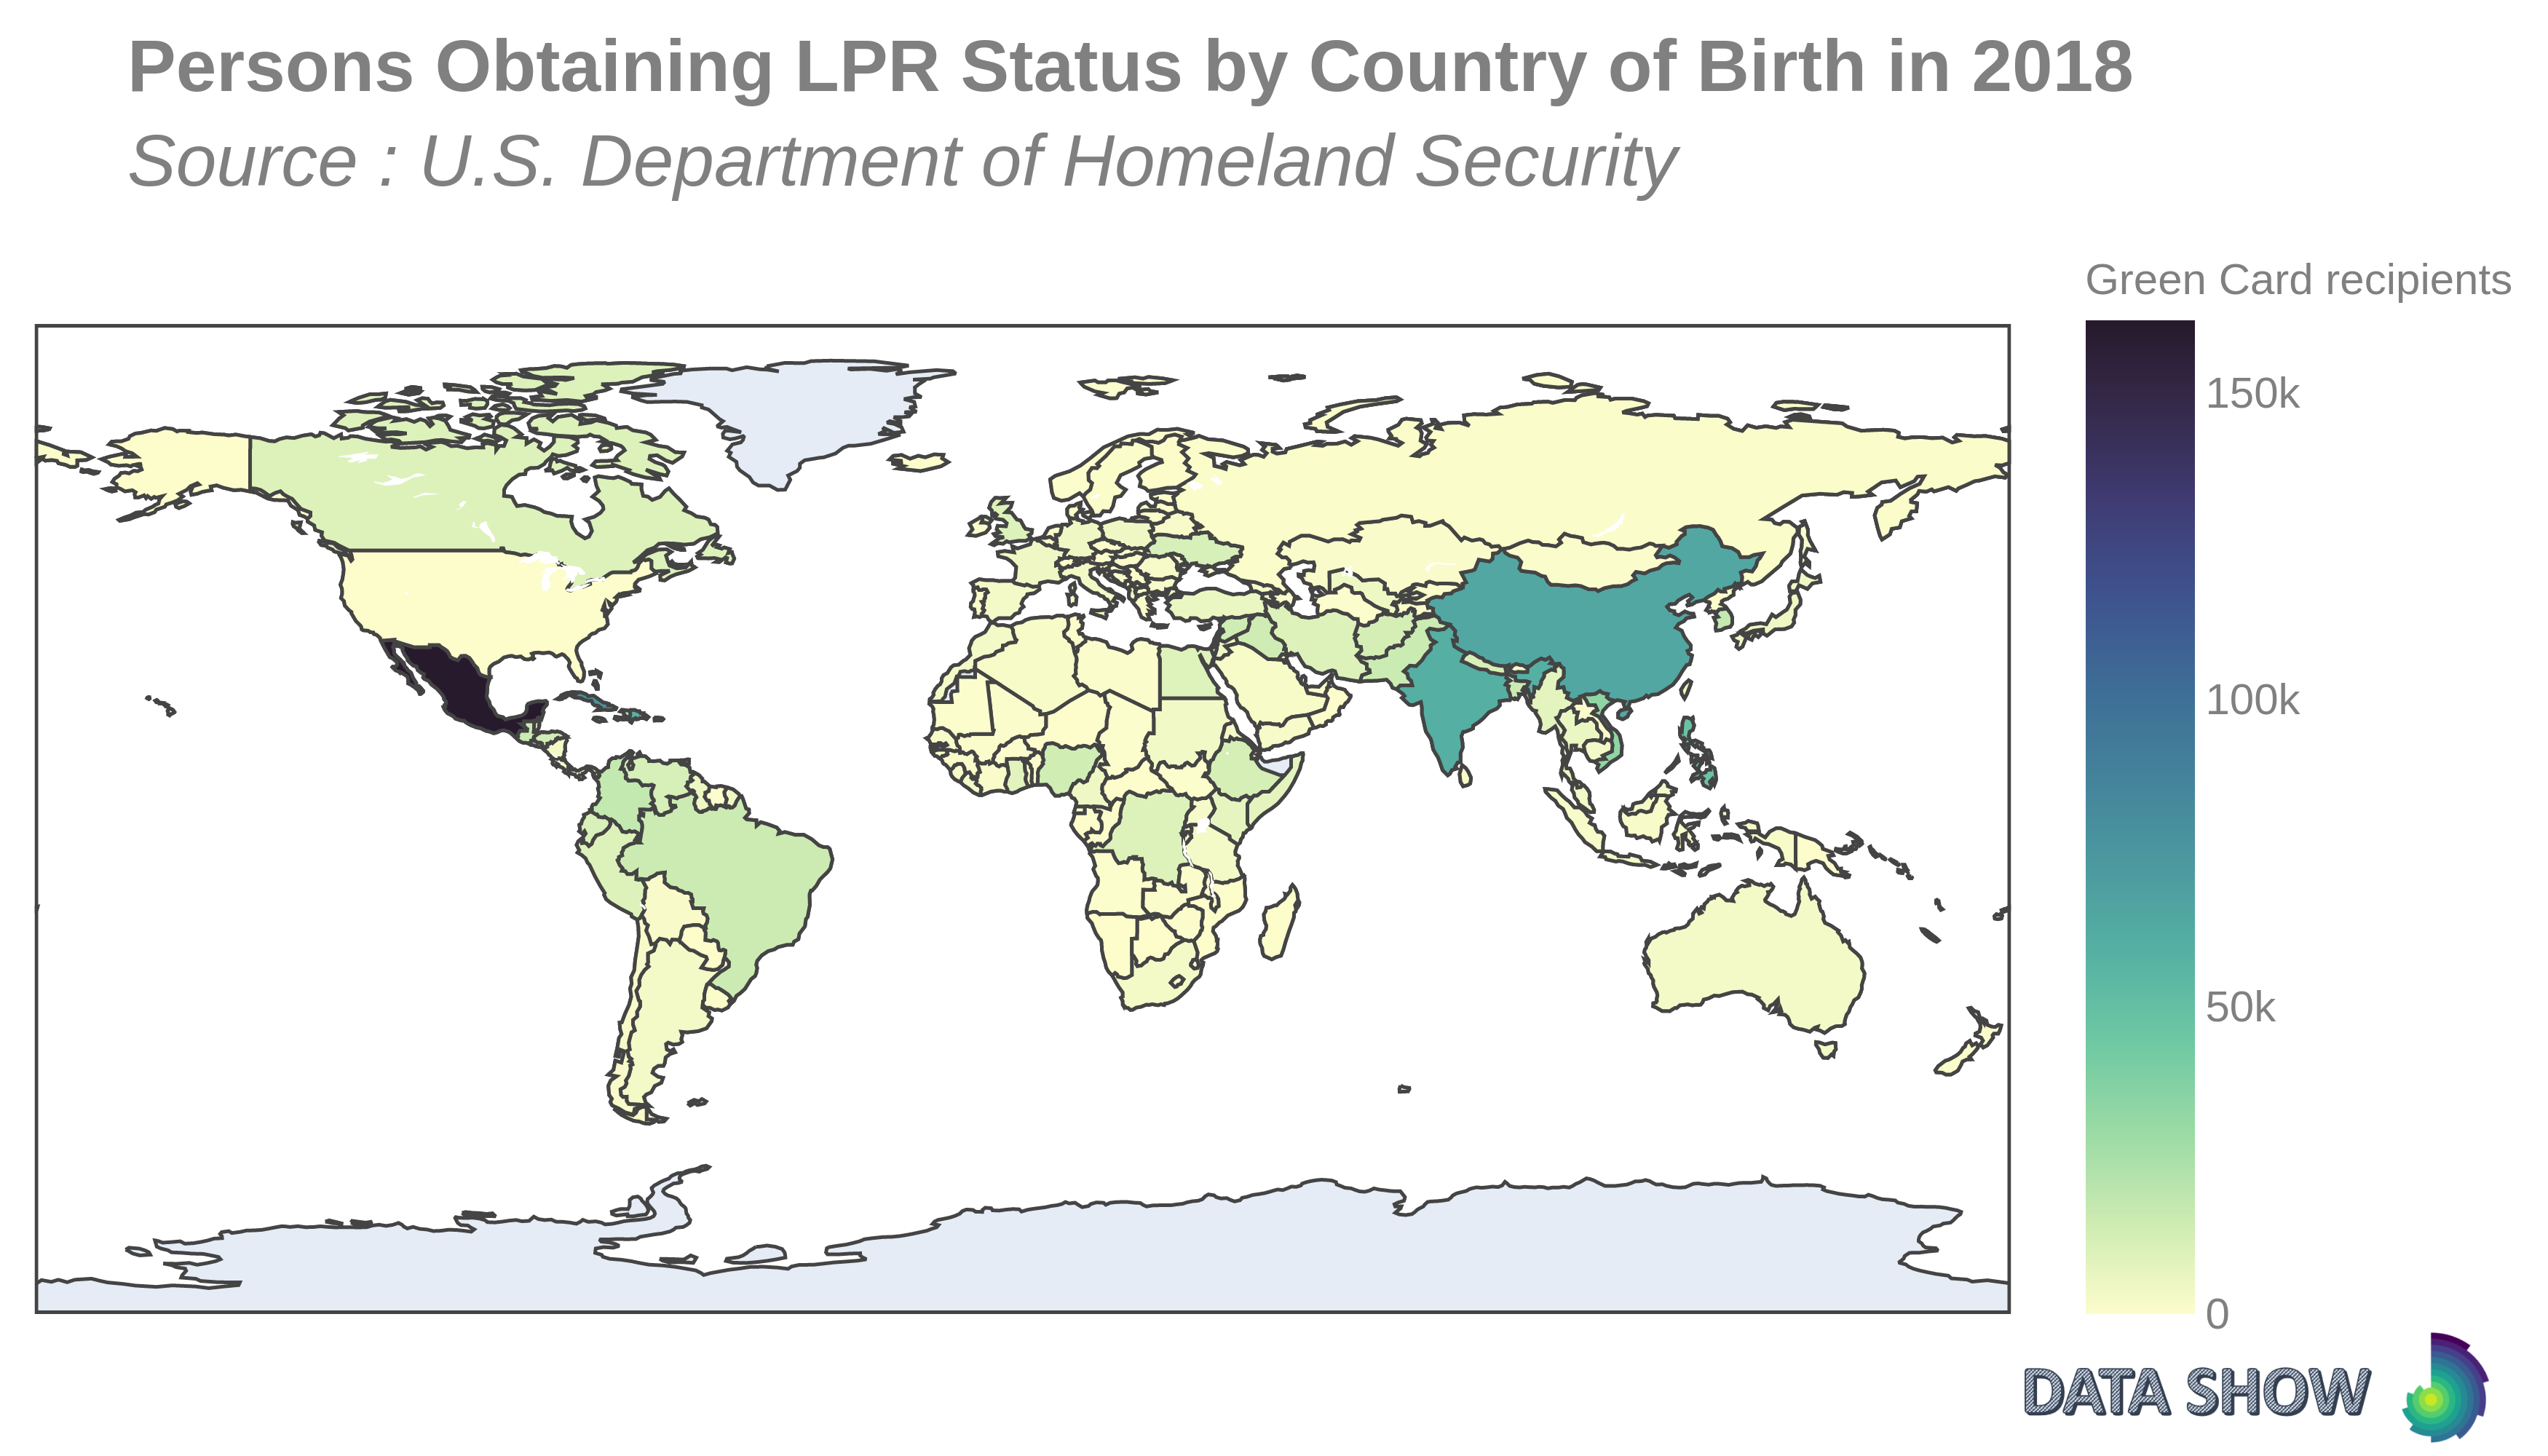 Persons Obtaining LPR Status by Country of Birth in 2018
Source : U.S. Department of Homeland Security
Green Card recipients
150k
100k
50k
0
DATA SHOW